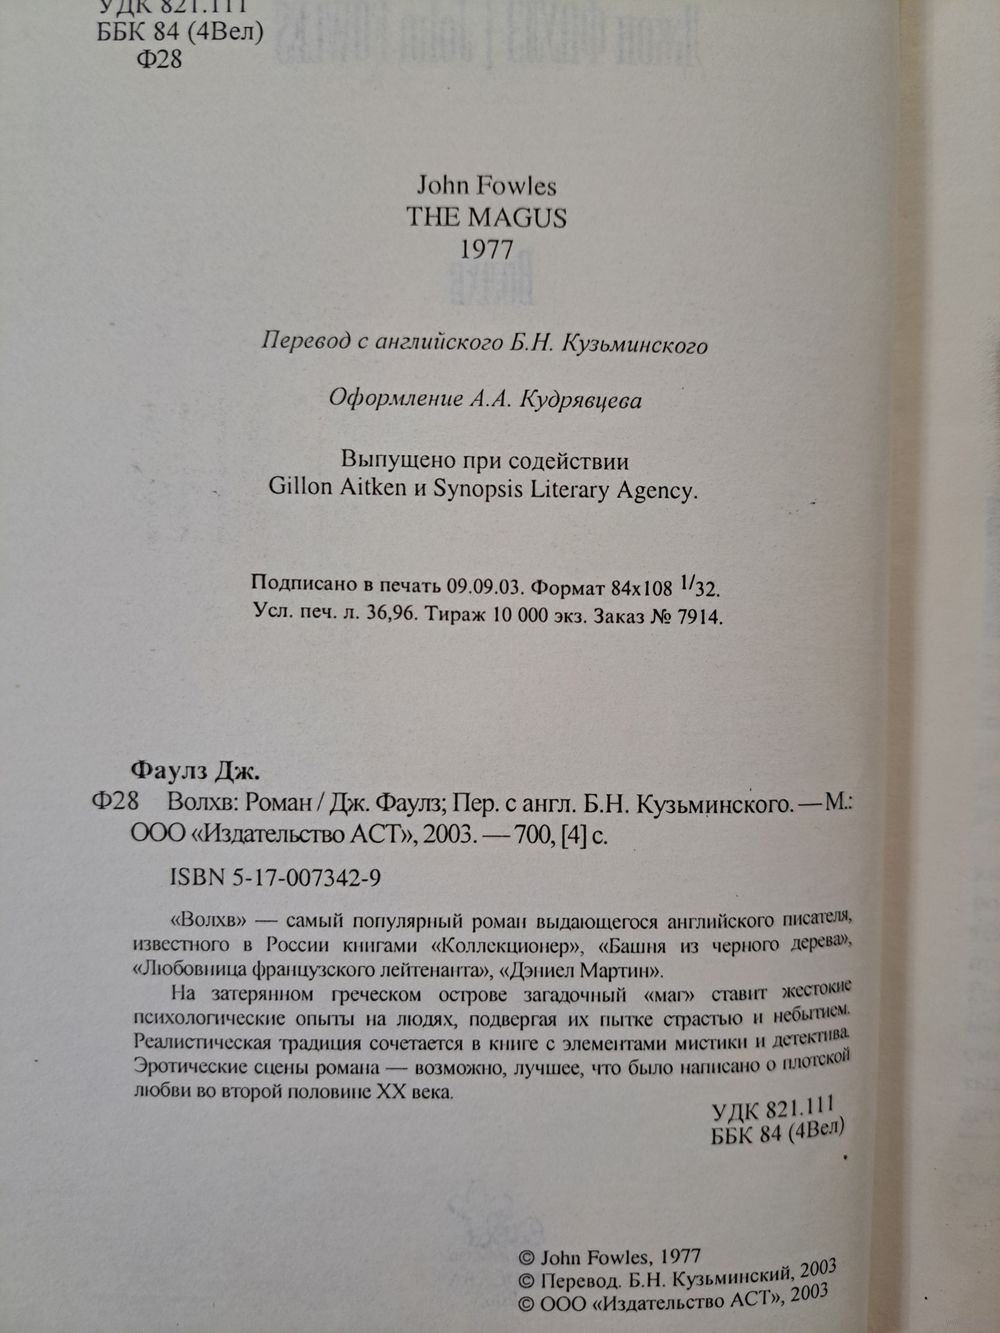 УДК 821.111
ББК 84 (4Вел)
Ф28
John Fowles
THE MAGUS
1977
Перевод с английского Б.Н. Кузьминского
Оформление А.А. Кудрявцева
Выпущено при содействии
Gillon Aitken и Synopsis Literary Agency.
Подписано в печать 09.09.03. Формат 84х108 1/32.
Усл. печ. л. 36,96. Тираж 10 000 экз. Заказ № 7914.
Фаулз Дж.
Ф28 Волхв: Роман / Дж. Фаулз; Пер. с англ. Б.Н. Кузьминского. — М.:
ООО «Издательство АСТ», 2003. — 700, [4] с.
ISBN 5-17-007342-9
«Волхв» — самый популярный роман выдающегося английского писателя,
известного в России книгами «Коллекционер», «Башня из черного дерева»,
«Любовница французского лейтенанта», «Дэниел Мартин».
На затерянном греческом острове загадочный «маг» ставит жестокие
психологические опыты на людях, подвергая их пытке страстью и небытием.
Реалистическая традиция сочетается в книге с элементами мистики и детектива.
Эротические сцены романа — возможно, лучшее, что было написано о плотской
любви во второй половине XX века.
УДК 821.111
ББК 84 (4Вел)
© John Fowles, 1977
© Перевод. Б.Н. Кузьминский, 2003
© ООО «Издательство АСТ», 2003